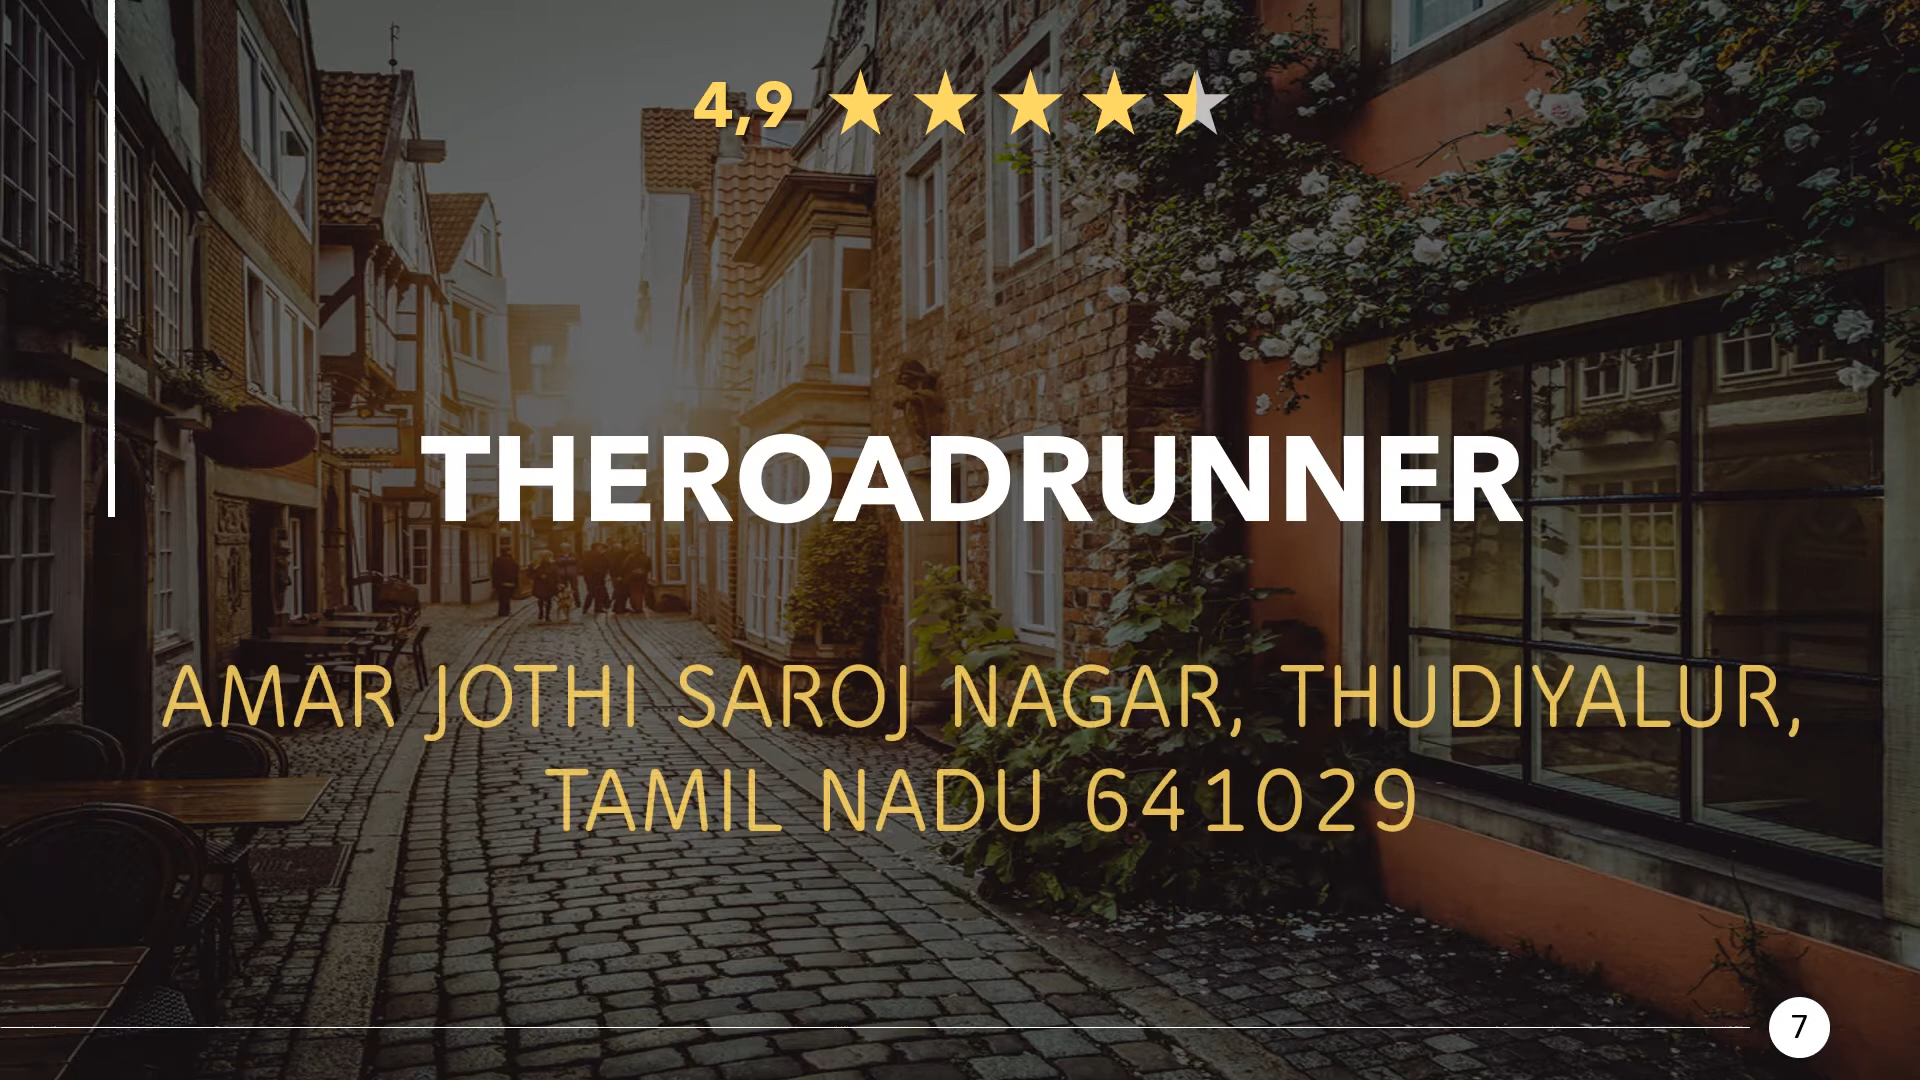 4,9
THEROADRUNNER
AMAR JOTHI SAROJ NAGAR, THUDIYALUR,
TAMIL NADU 641029
7